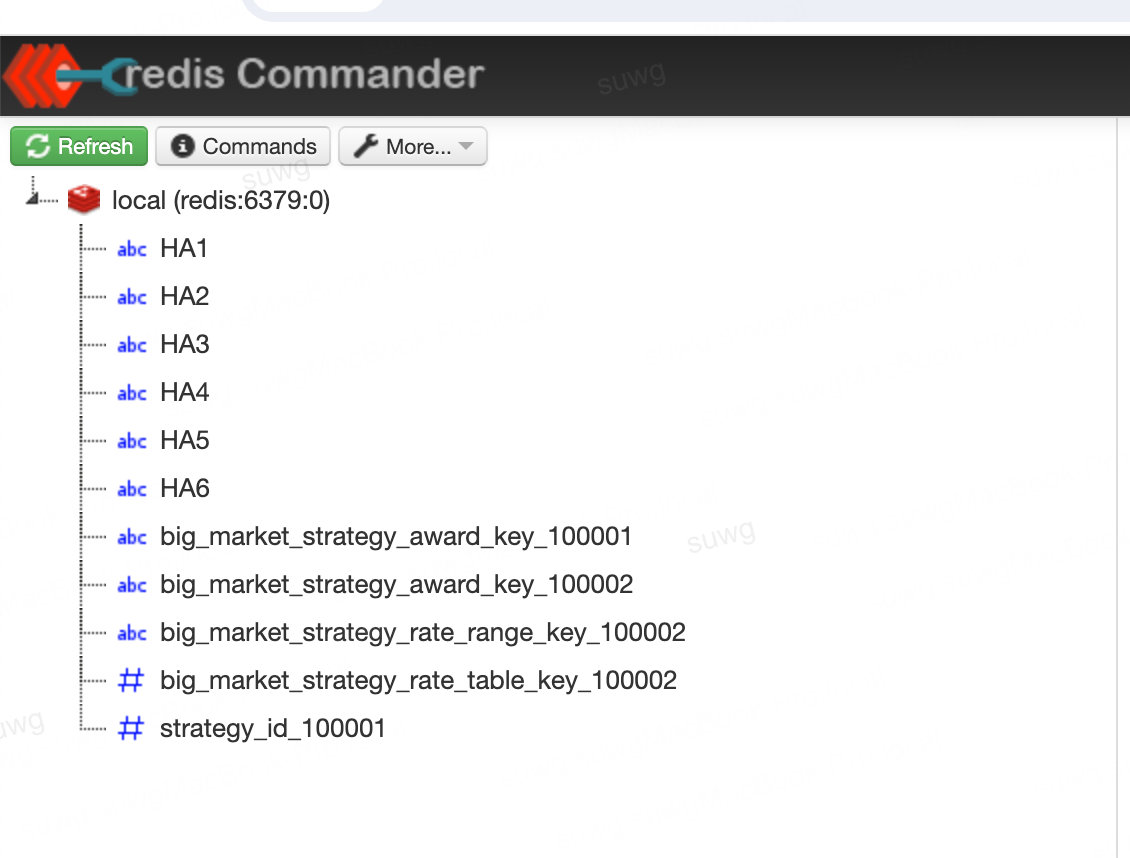 redis Commander
suwg
Refresh Commands More...
suwg
local (redis:6379:0)
abc HA1
abc HA2
abc HA3
abc HA4
abc HA5
abc HA6
abc big_market_strategy_award_key_100001
suwg
abc big_market_strategy_award_key_100002
abc big_market_strategy_rate_range_key_100002
# big_market_strategy_rate_table_key_100002
uwg
# strategy_id_100001